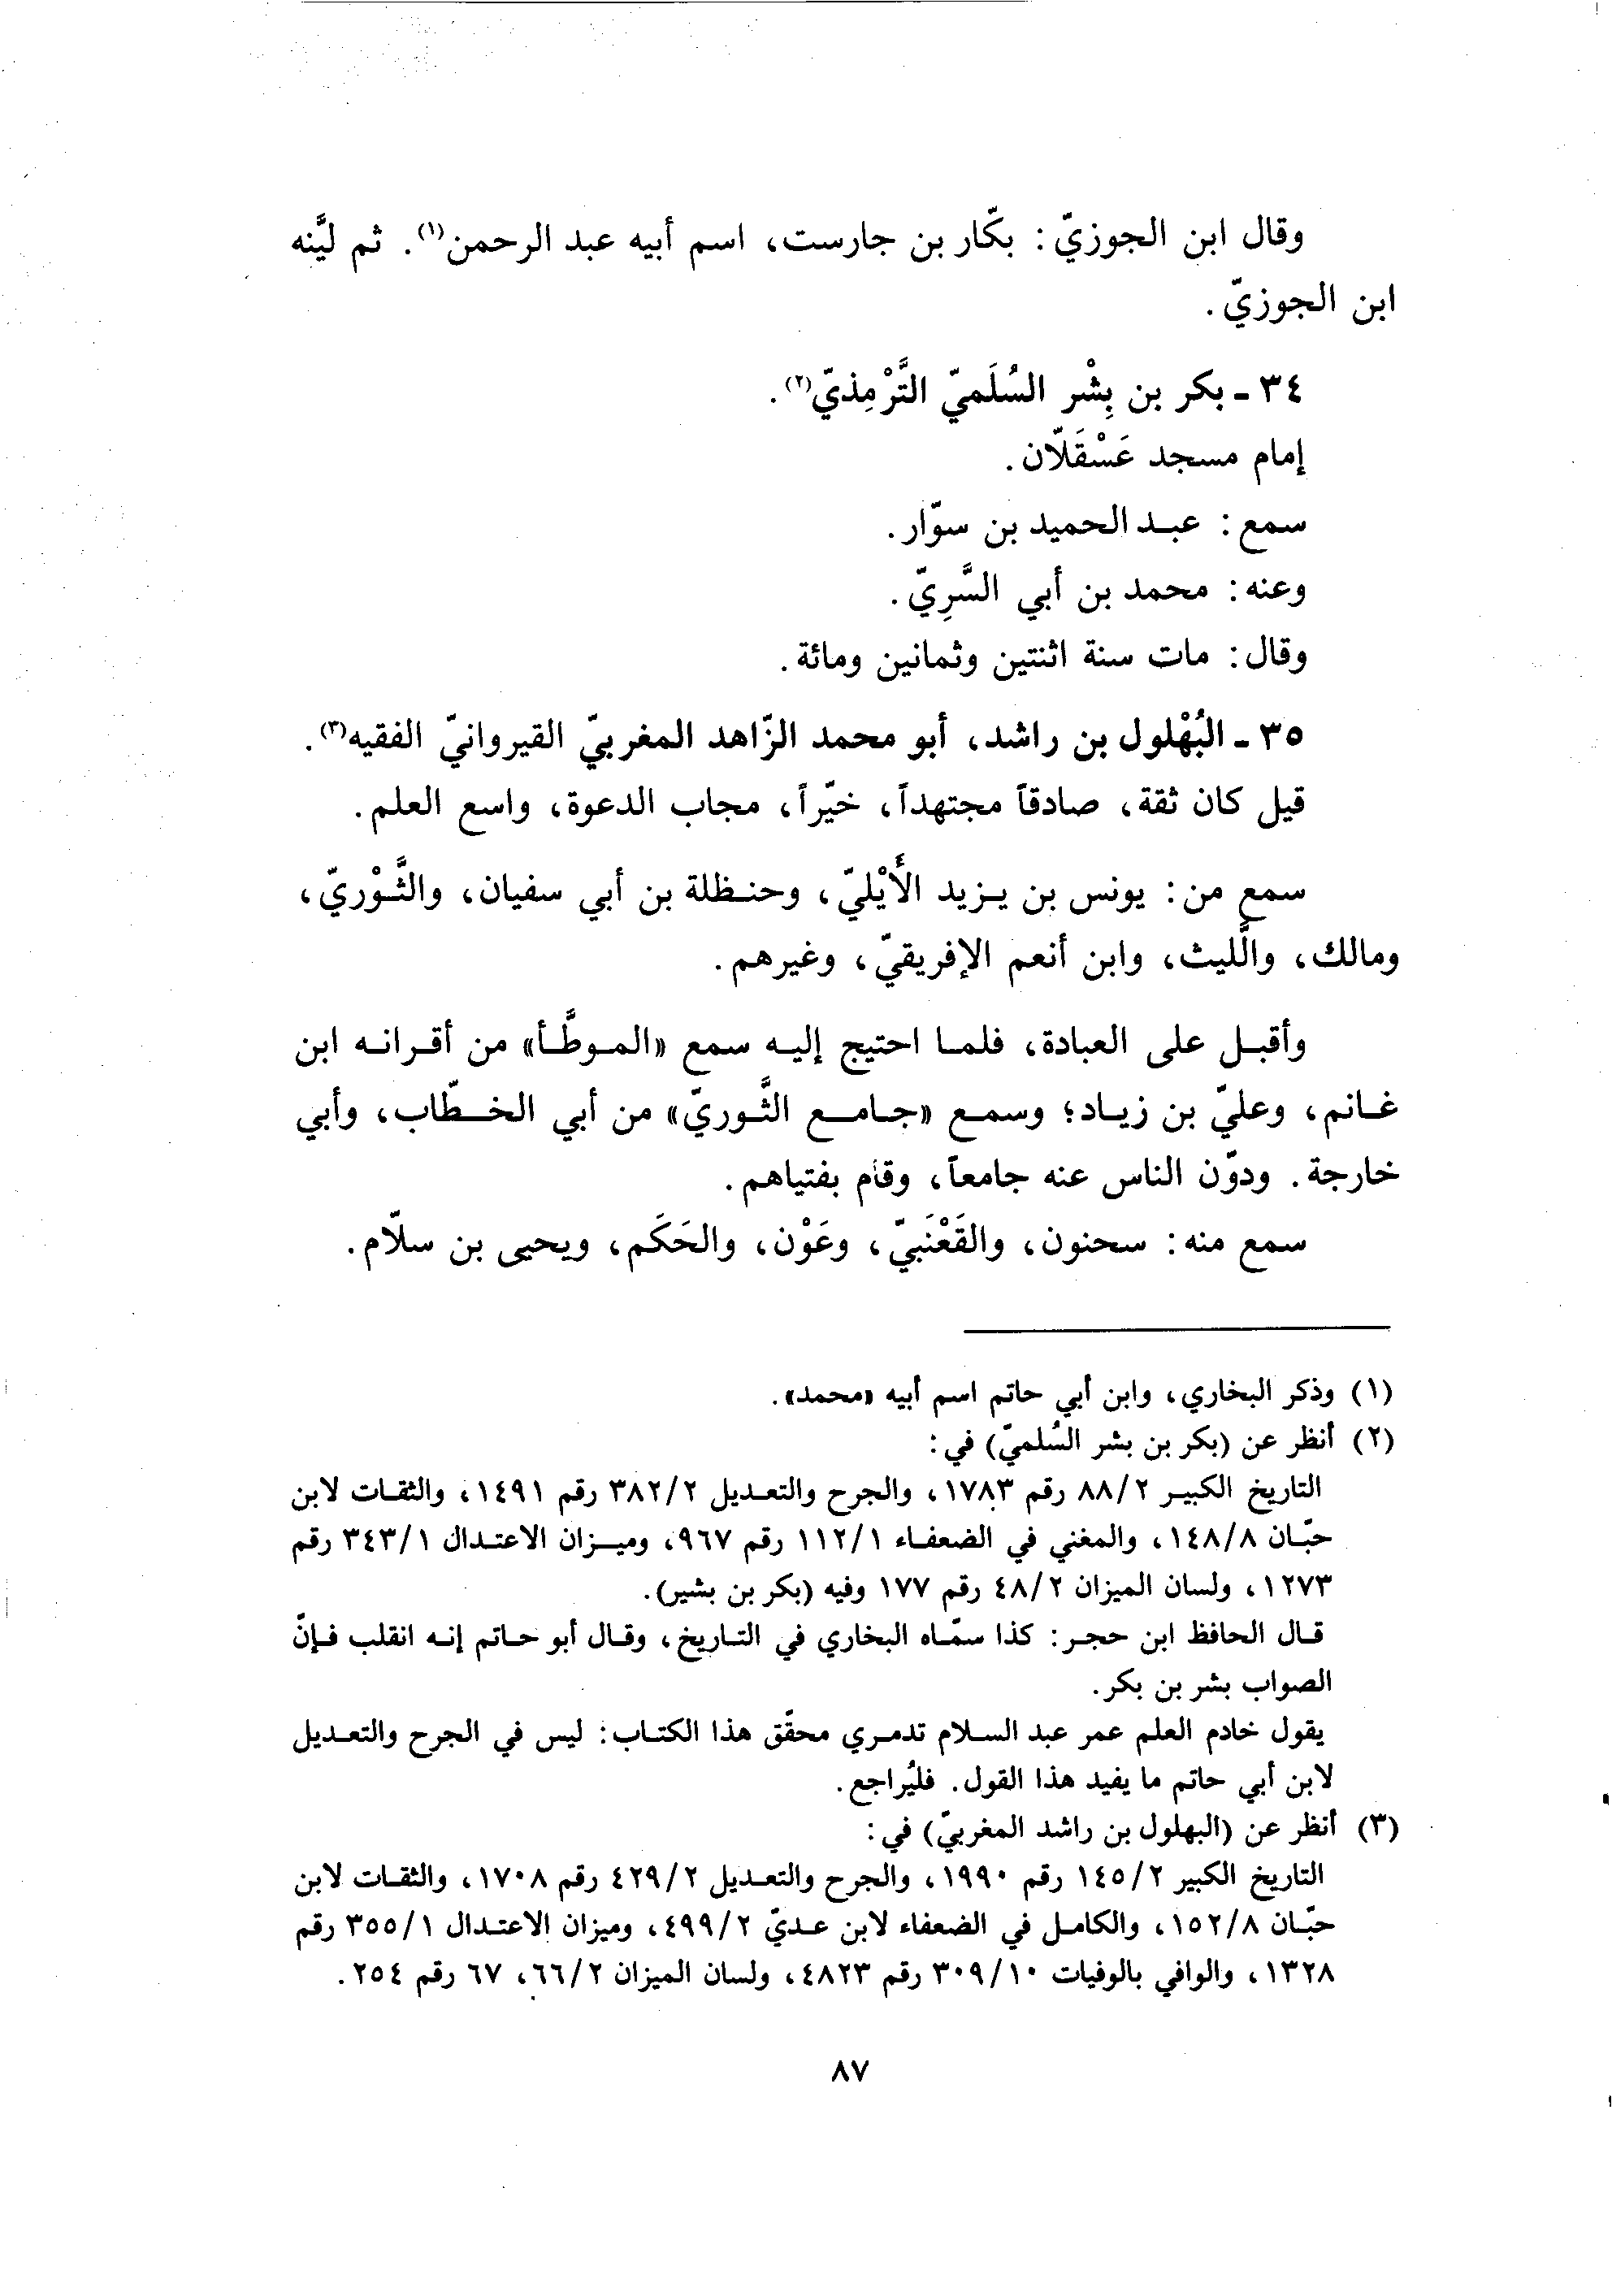 وقال ابن الجوزيّ: بكّار بن جارست، اسم أبيه عبد الرحمن(١). ثم ليَّنه
ابن الجوزيّ.
٣٤ - بكر بن بِشْر السُلَميّ التَّرْمِذيّ(٢).
إمام مسجد عَسْقَلّان.
سمع: عبد الحميد بن سوّار.
وعنه: محمد بن أبي السَّرِيّ.
وقال: مات سنة اثنتين وثمانين ومائة.
٣٥ - البُهْلول بن راشد، أبو محمد الزّاهد المغربيّ القيروانيّ الفقيه(٣).
قيل كان ثقة، صادقاً مجتهداً، خيّراً، مجاب الدعوة، واسع العلم.
سمع من: يونس بن يزيد الأَيْليّ، وحنظلة بن أبي سفيان، والثَّوْريّ،
ومالك، واللَّيث، وابن أنعم الإفريقيّ، وغيرهم.
وأقبل على العبادة، فلما احتيج إليه سمع «الموطَّأ» من أقرانه ابن
غانم، وعليّ بن زياد؛ وسمع «جامع الثَّوريّ» من أبي الخطّاب، وأبي
خارجة. ودوّن الناس عنه جامعاً، وقام بفتياهم.
سمع منه: سحنون، والقَعْنَبيّ، وعَوْن، والحَكَم، ويحيى بن سلّام.
(١) وذكر البخاري، وابن أبي حاتم اسم أبيه «محمد».
(٢) أنظر عن (بكر بن بشر السُلميّ) في:
التاريخ الكبير ٨٨/٢ رقم ١٧٨٣، والجرح والتعديل ٣٨٢/٢ رقم ١٤٩١، والثقات لابن
حبّان ١٤٨/٨، والمغني في الضعفاء ١١٢/١ رقم ٩٦٧، وميزان الاعتدال ٣٤٣/١ رقم
١٢٧٣، ولسان الميزان ٤٨/٢ رقم ١٧٧ وفيه (بكر بن بشير).
قال الحافظ ابن حجر: كذا سمّاه البخاري في التاريخ، وقال أبو حاتم إنه انقلب فإنّ
الصواب بشر بن بكر.
يقول خادم العلم عمر عبد السلام تدمري محقّق هذا الكتاب: ليس في الجرح والتعديل
لابن أبي حاتم ما يفيد هذا القول. فليُراجع.
(٣) أنظر عن (البهلول بن راشد المغربيّ) في:
التاريخ الكبير ١٤٥/٢ رقم ١٩٩٠، والجرح والتعديل ٤٢٩/٢ رقم ١٧٠٨، والثقات لابن
حبّان ١٥٢/٨، والكامل في الضعفاء لابن عديّ ٤٩٩/٢، وميزان الاعتدال ٣٥٥/١ رقم
١٣٢٨، والوافي بالوفيات ٣٠٩/١٠ رقم ٤٨٢٣، ولسان الميزان ٦٦/٢، ٦٧ رقم ٢٥٤.
٨٧